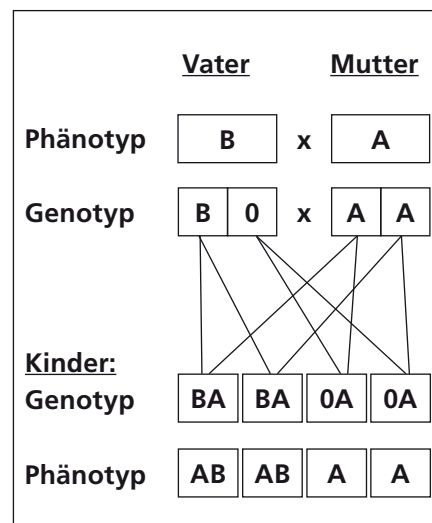 Vater Mutter
Phänotyp B x A
Genotyp B 0 x A A
Kinder:
Genotyp BA BA 0A 0A
Phänotyp AB AB A A